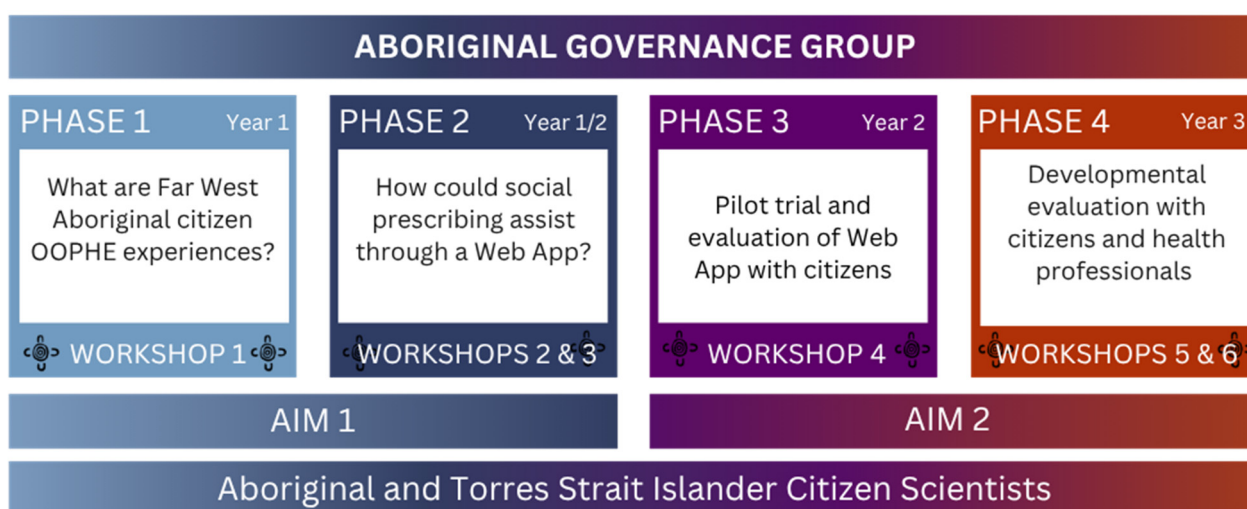 ABORIGINAL GOVERNANCE GROUP
PHASE 1 Year 1
What are Far West
Aboriginal citizen
OOPHE experiences?
WORKSHOP 1
PHASE 2 Year 1/2
How could social
prescribing assist
through a Web App?
WORKSHOPS 2 & 3
PHASE 3 Year 2
Pilot trial and
evaluation of Web
App with citizens
WORKSHOP 4
PHASE 4 Year 3
Developmental
evaluation with
citizens and health
professionals
WORKSHOPS 5 & 6
AIM 1
AIM 2
Aboriginal and Torres Strait Islander Citizen Scientists